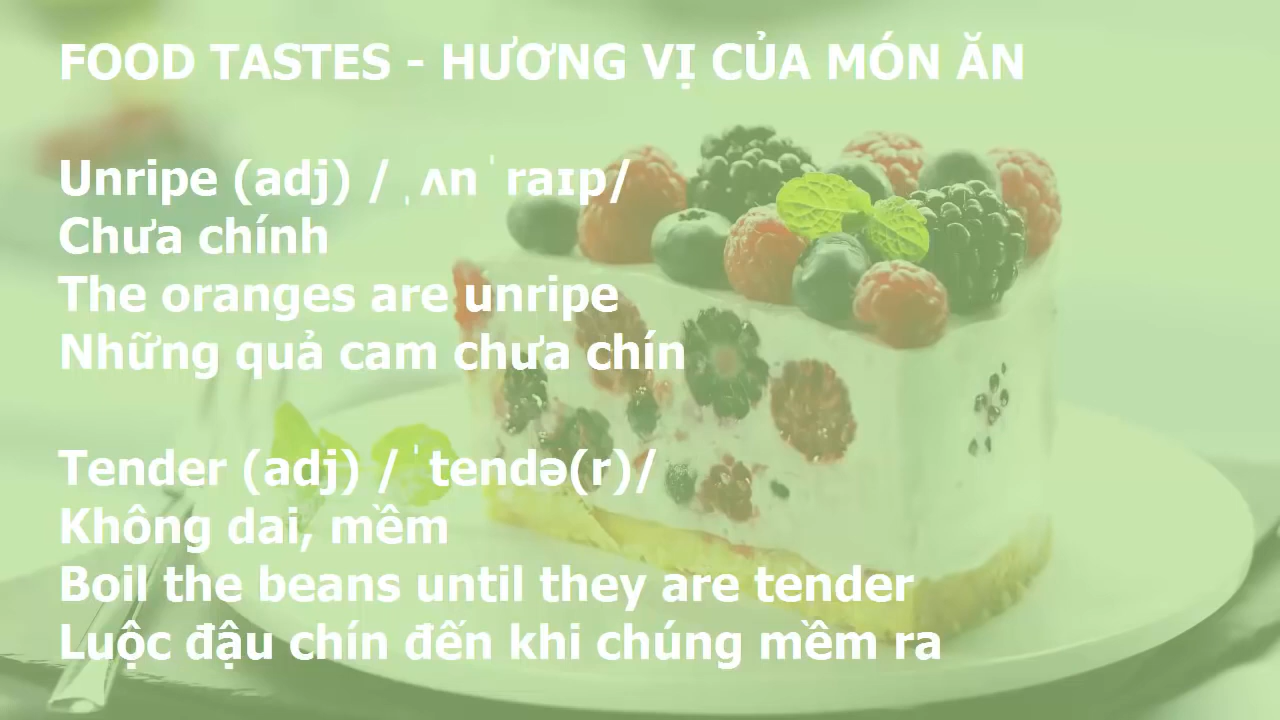 FOOD TASTES - HƯƠNG VỊ CỦA MÓN ĂN
Unripe (adj) /ˌʌnˈraɪp/
Chưa chính
The oranges are unripe
Những quả cam chưa chín
Tender (adj) /ˈtendə(r)/
Không dai, mềm
Boil the beans until they are tender
Luộc đậu chín đến khi chúng mềm ra